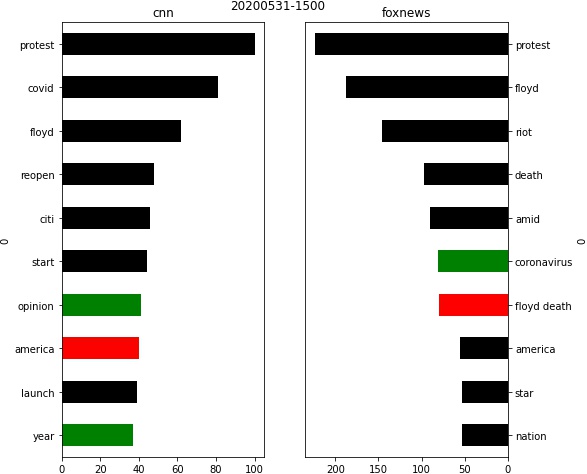 20200531-1500
cnn
foxnews
protest
covid
floyd
reopen
citi
start
opinion
america
launch
year
0
0 20 40 60 80 100
protest
floyd
riot
death
amid
coronavirus
floyd death
america
star
nation
0
200 150 100 50 0